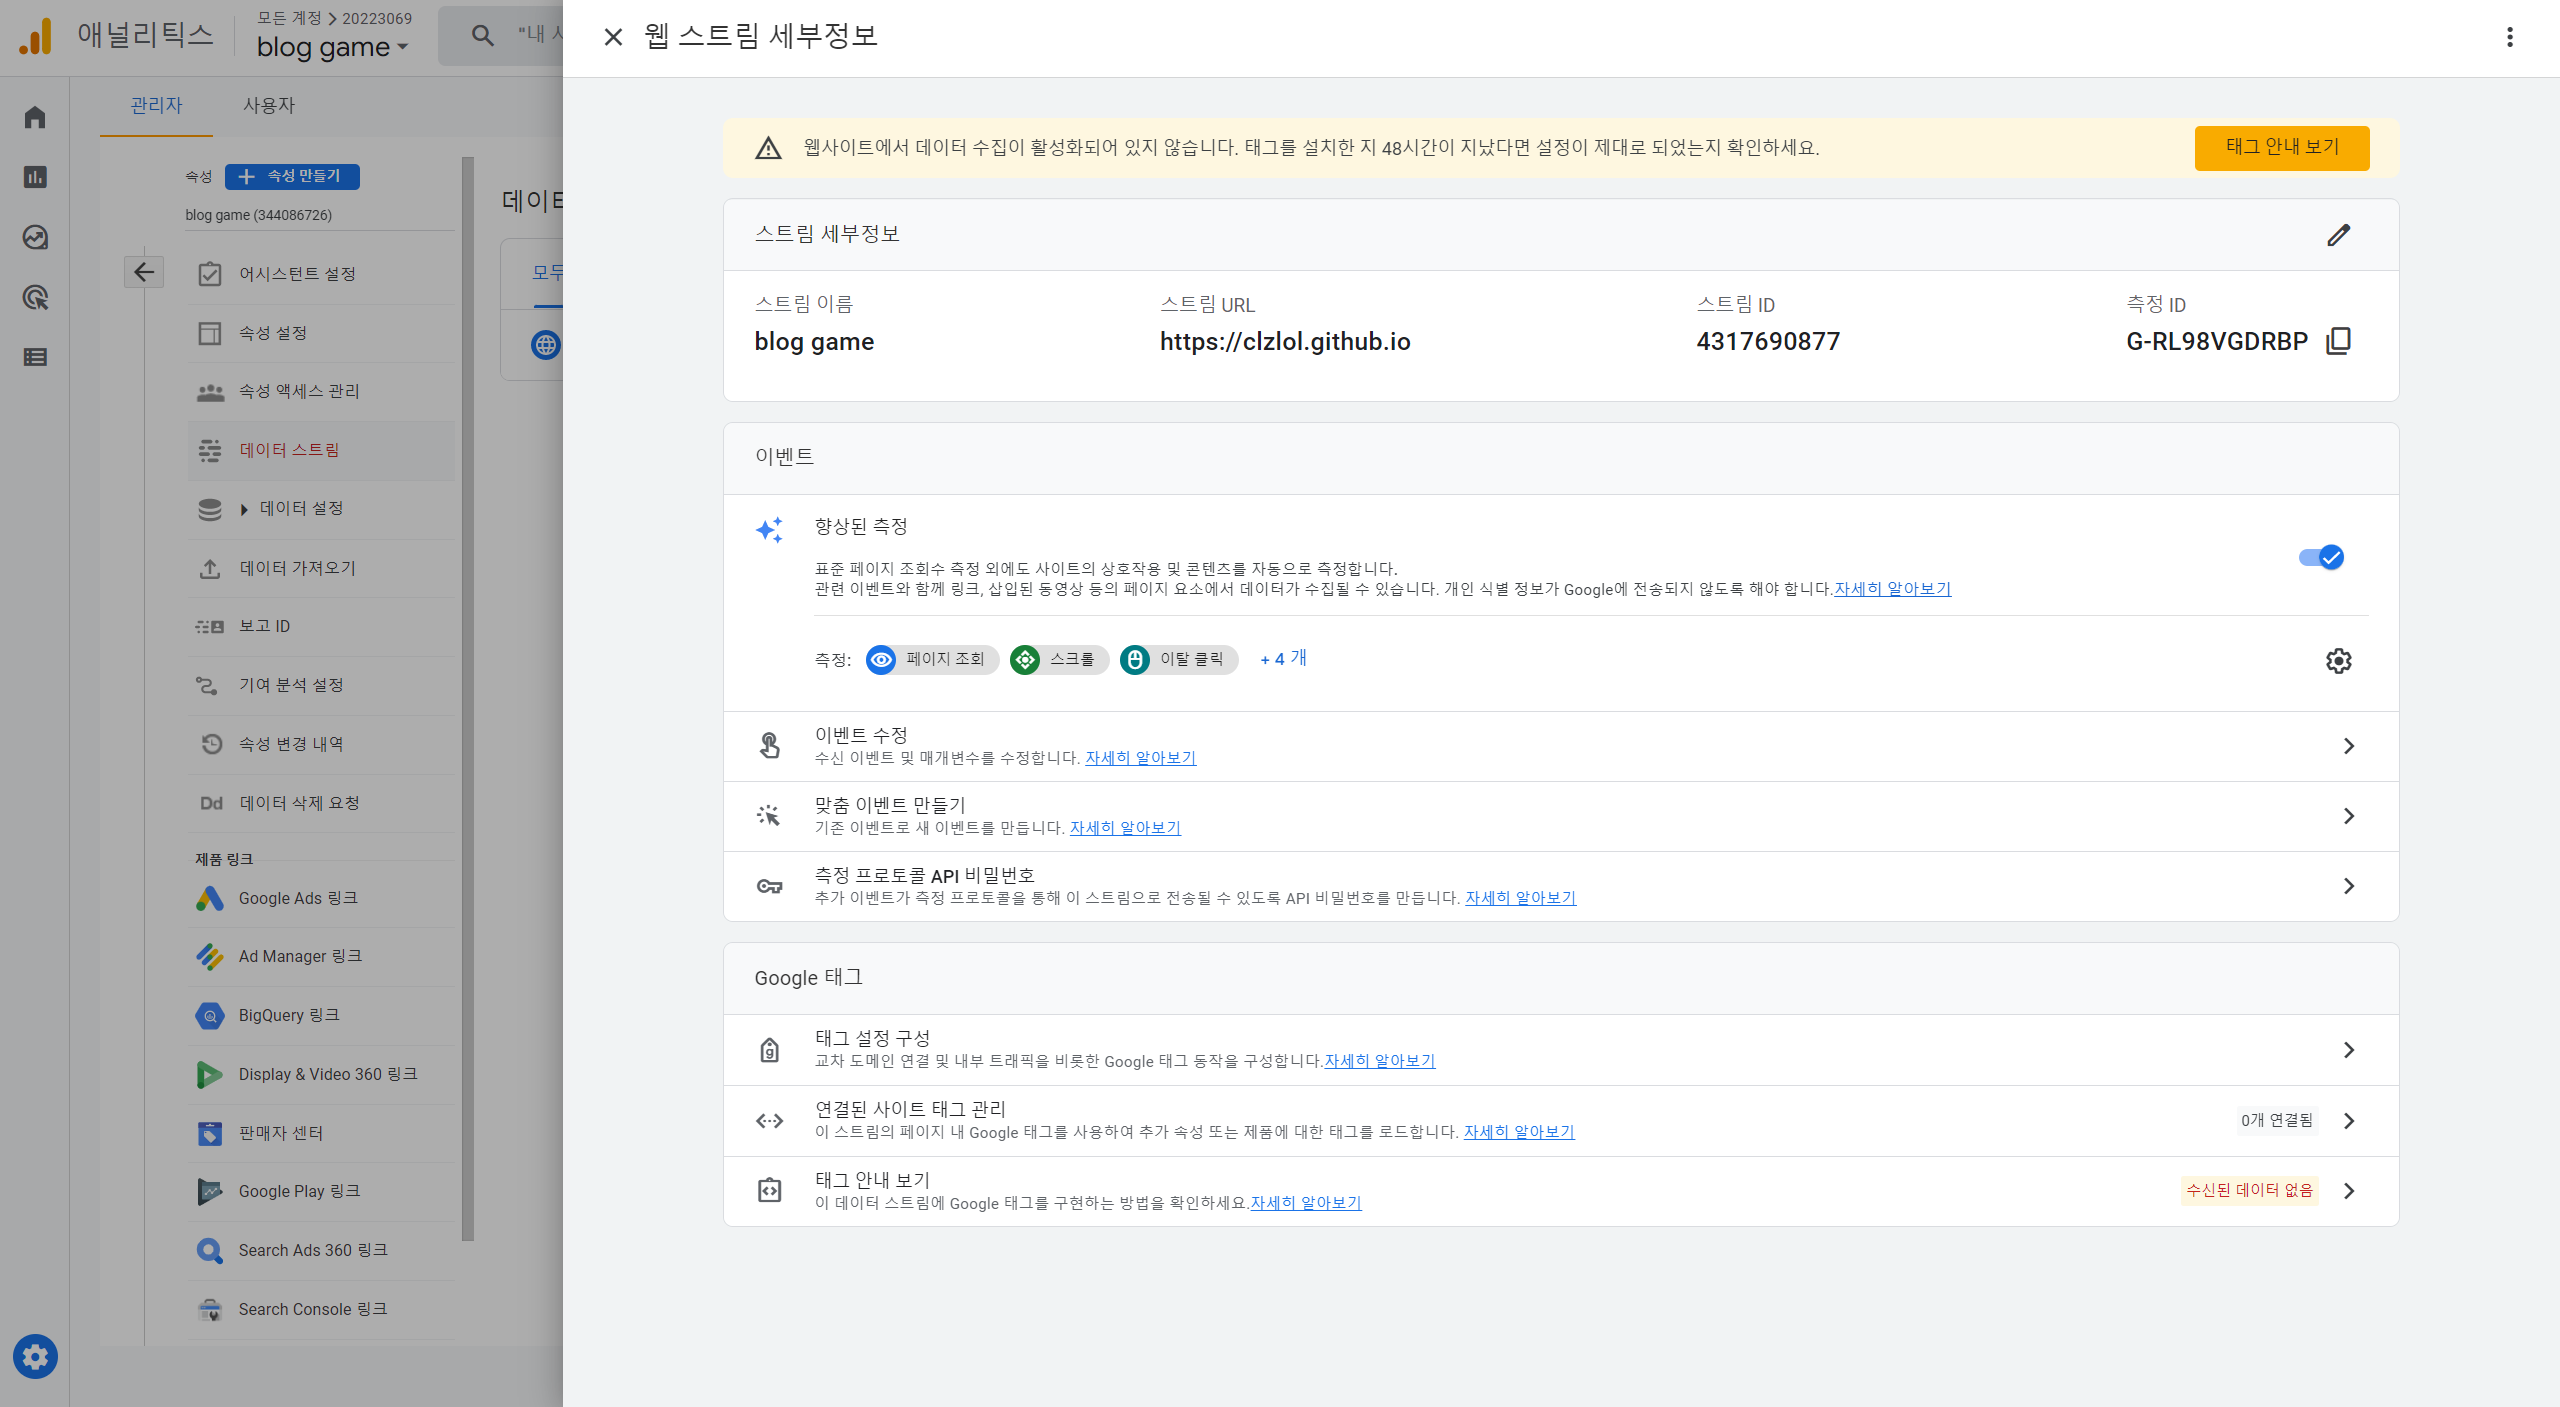 애널리틱스
모든 계정 > 20223069
blog game
"내 사
웹 스트림 세부정보
관리자
사용자
속성
속성 만들기
blog game (344086726)
어시스턴트 설정
속성 설정
속성 액세스 관리
데이터 스트림
데이터 설정
데이터 가져오기
보고 ID
기여 분석 설정
속성 변경 내역
Dd 데이터 삭제 요청
제품 링크
Google Ads 링크
Ad Manager 링크
BigQuery 링크
Display & Video 360 링크
판매자 센터
Google Play 링크
Search Ads 360 링크
Search Console 링크
모두
웹사이트에서 데이터 수집이 활성화되어 있지 않습니다. 태그를 설치한 지 48시간이 지났다면 설정이 제대로 되었는지 확인하세요.
태그 안내 보기
스트림 세부정보
스트림 이름
blog game
스트림 URL
https://clzlol.github.io
스트림 ID
4317690877
측정 ID
G-RL98VGDRBP
이벤트
향상된 측정
표준 페이지 조회수 측정 외에도 사이트의 상호작용 및 콘텐츠를 자동으로 측정합니다.
관련 이벤트와 함께 링크, 삽입된 동영상 등의 페이지 요소에서 데이터가 수집될 수 있습니다. 개인 식별 정보가 Google에 전송되지 않도록 해야 합니다.자세히 알아보기
측정: 페이지 조회 스크롤 이탈 클릭 + 4 개
이벤트 수정
수신 이벤트 및 매개변수를 수정합니다. 자세히 알아보기
맞춤 이벤트 만들기
기존 이벤트로 새 이벤트를 만듭니다. 자세히 알아보기
측정 프로토콜 API 비밀번호
추가 이벤트가 측정 프로토콜을 통해 이 스트림으로 전송될 수 있도록 API 비밀번호를 만듭니다. 자세히 알아보기
Google 태그
태그 설정 구성
교차 도메인 연결 및 내부 트래픽을 비롯한 Google 태그 동작을 구성합니다.자세히 알아보기
연결된 사이트 태그 관리
이 스트림의 페이지 내 Google 태그를 사용하여 추가 속성 또는 제품에 대한 태그를 로드합니다. 자세히 알아보기
0개 연결됨
태그 안내 보기
이 데이터 스트림에 Google 태그를 구현하는 방법을 확인하세요.자세히 알아보기
수신된 데이터 없음